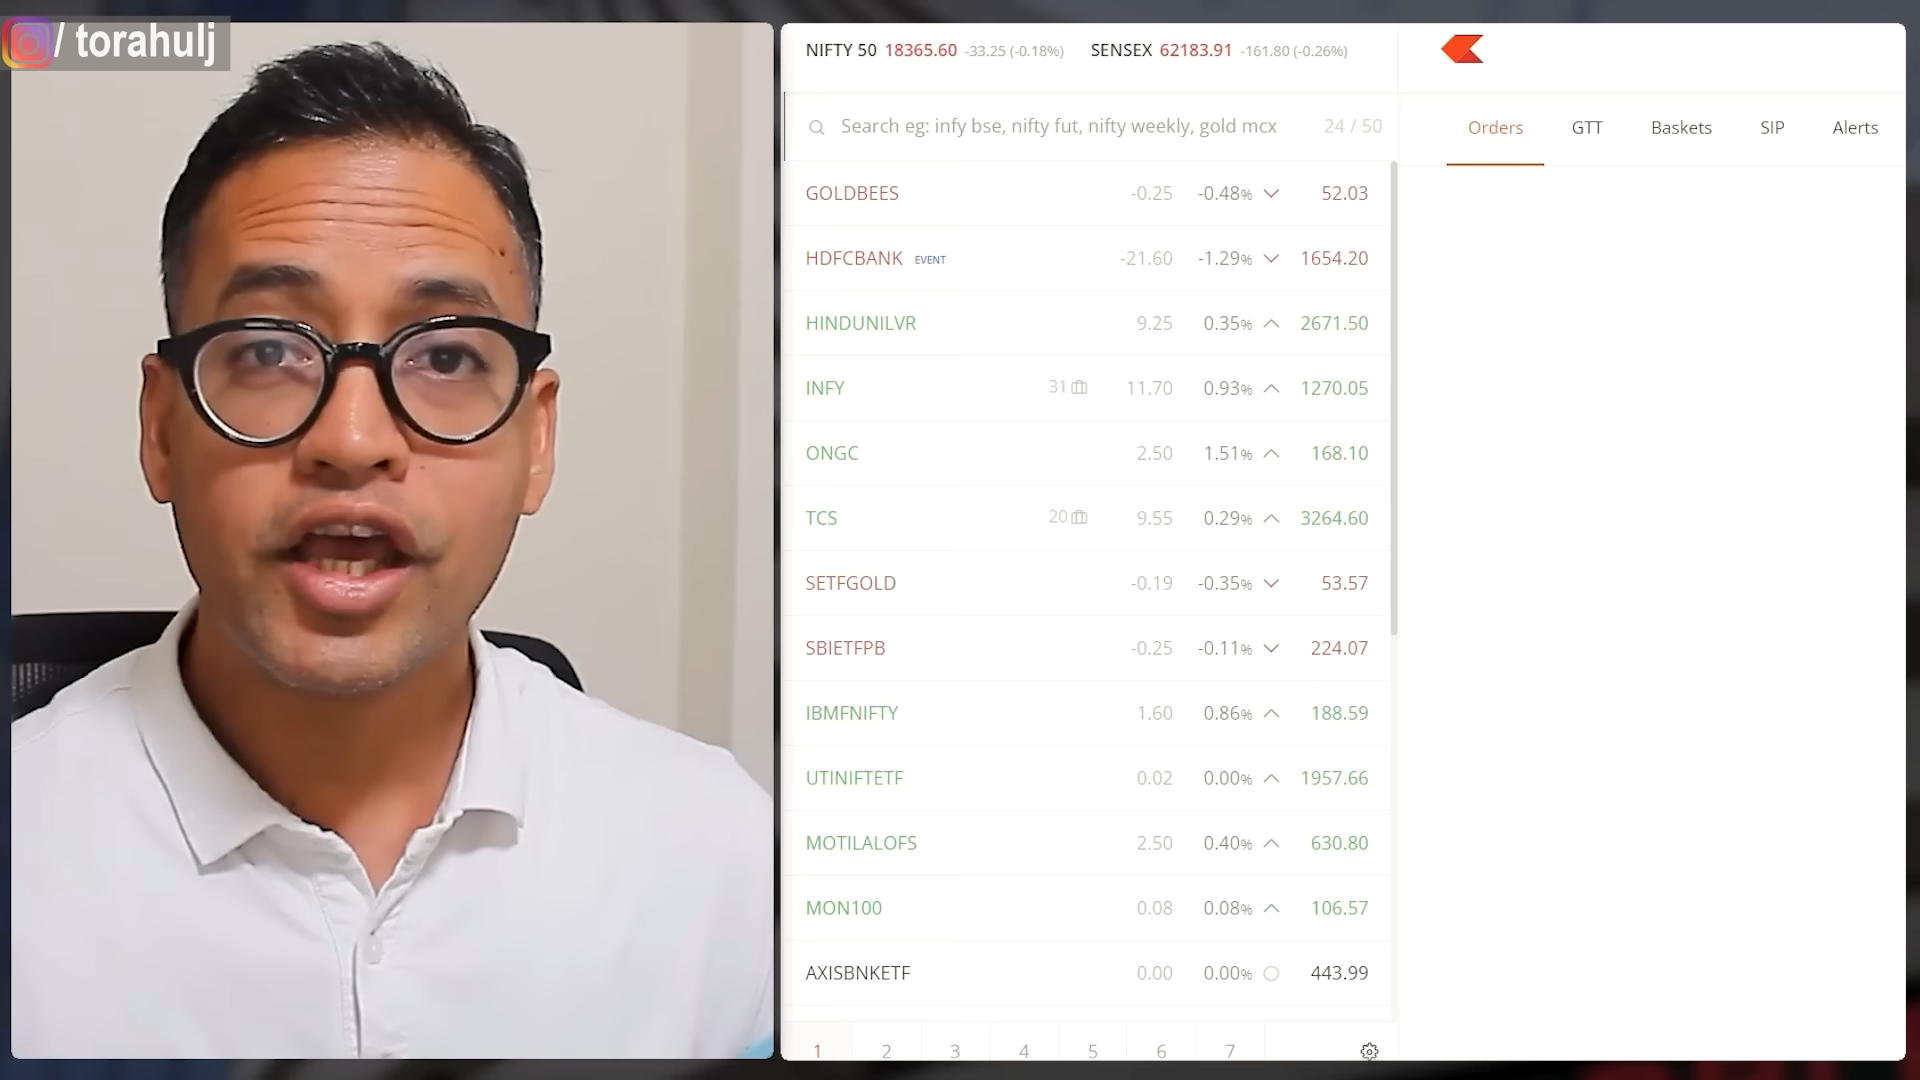 / torahulj
NIFTY 50 18365.60 -33.25 (-0.18%) SENSEX 62183.91 -161.80 (-0.26%)
Search eg: infy bse, nifty fut, nifty weekly, gold mcx 24 / 50
Orders GTT Baskets SIP Alerts
GOLDBEES -0.25 -0.48% 52.03
HDFCBANK EVENT -21.60 -1.29% 1654.20
HINDUNILVR 9.25 0.35% 2671.50
INFY 31 11.70 0.93% 1270.05
ONGC 2.50 1.51% 168.10
TCS 20 9.55 0.29% 3264.60
SETFGOLD -0.19 -0.35% 53.57
SBIETFPB -0.25 -0.11% 224.07
IBMFNIFTY 1.60 0.86% 188.59
UTINIFTETF 0.02 0.00% 1957.66
MOTILALOFS 2.50 0.40% 630.80
MON100 0.08 0.08% 106.57
AXISBNKETF 0.00 0.00% 443.99
1 2 3 4 5 6 7